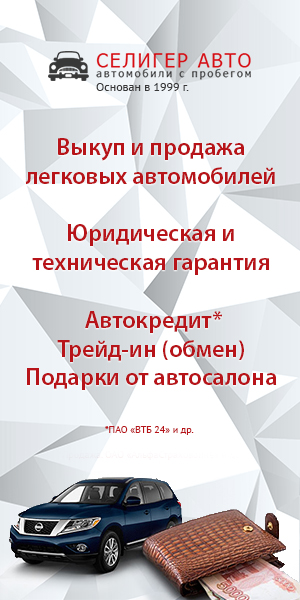 СЕЛИГЕР АВТО
автомобили с пробегом
Основан в 1999 г.
Выкуп и продажа
легковых автомобилей
Юридическая и
техническая гарантия
Автокредит*
Трейд-ин (обмен)
Подарки от автосалона
*ПАО «ВТБ 24» и др.